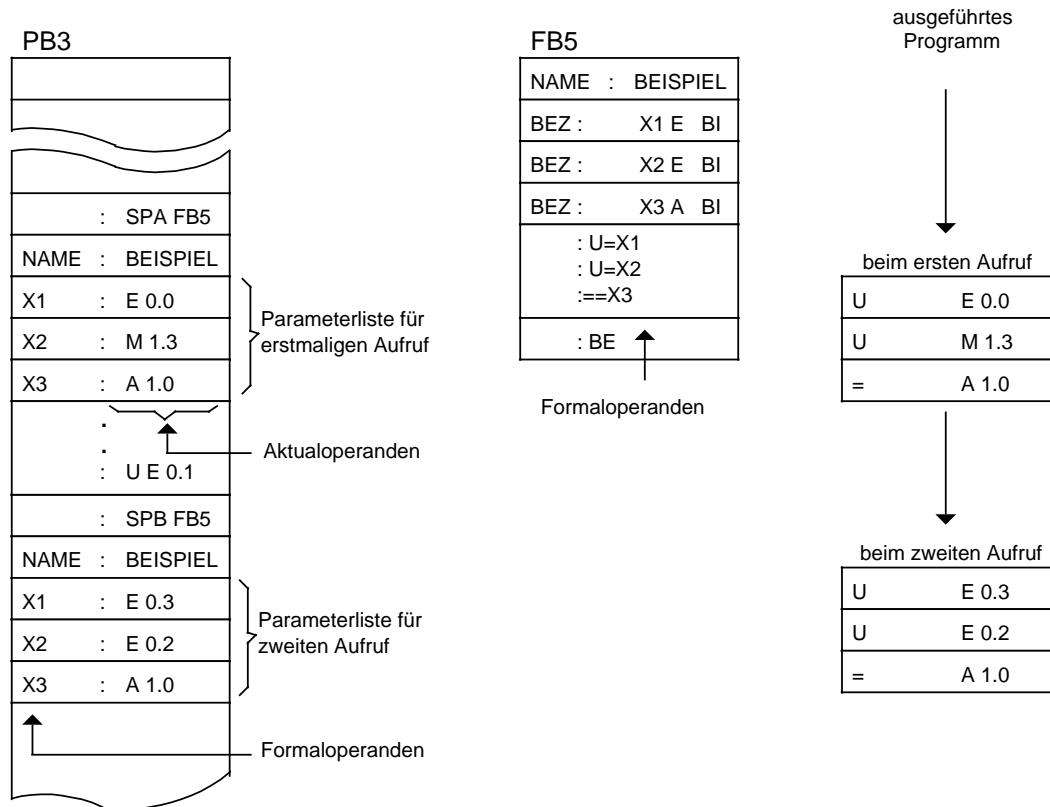 PB3
: SPA FB5
NAME : BEISPIEL
X1 : E 0.0
X2 : M 1.3
X3 : A 1.0
.
.
: U E 0.1
: SPB FB5
NAME : BEISPIEL
X1 : E 0.3
X2 : E 0.2
X3 : A 1.0
Parameterliste für
erstmaligen Aufruf
Aktualoperanden
Parameterliste für
zweiten Aufruf
Formaloperanden
FB5
NAME : BEISPIEL
BEZ : X1 E BI
BEZ : X2 E BI
BEZ : X3 A BI
: U=X1
: U=X2
:==X3
: BE
Formaloperanden
ausgeführtes
Programm
beim ersten Aufruf
U E 0.0
U M 1.3
= A 1.0
beim zweiten Aufruf
U E 0.3
U E 0.2
= A 1.0